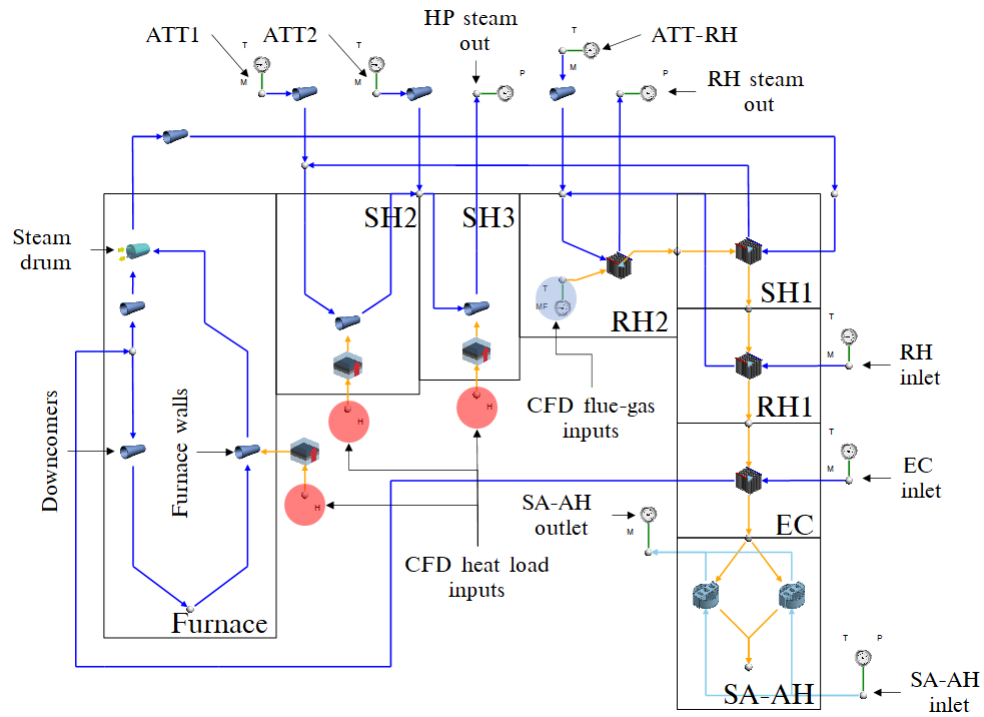 HP steam
out
ATT1
ATT2
ATT-RH
T
T
T
M
M
M
P
P
RH steam
out
SH2
SH3
Steam
drum
T
MF
RH2
SH1
T
M
RH
inlet
CFD flue-gas
inputs
RH1
H
H
T
M
EC
inlet
Downcomers
Furnace walls
SA-AH
outlet
M
H
EC
CFD heat load
inputs
Furnace
T
P
SA-AH
SA-AH
inlet